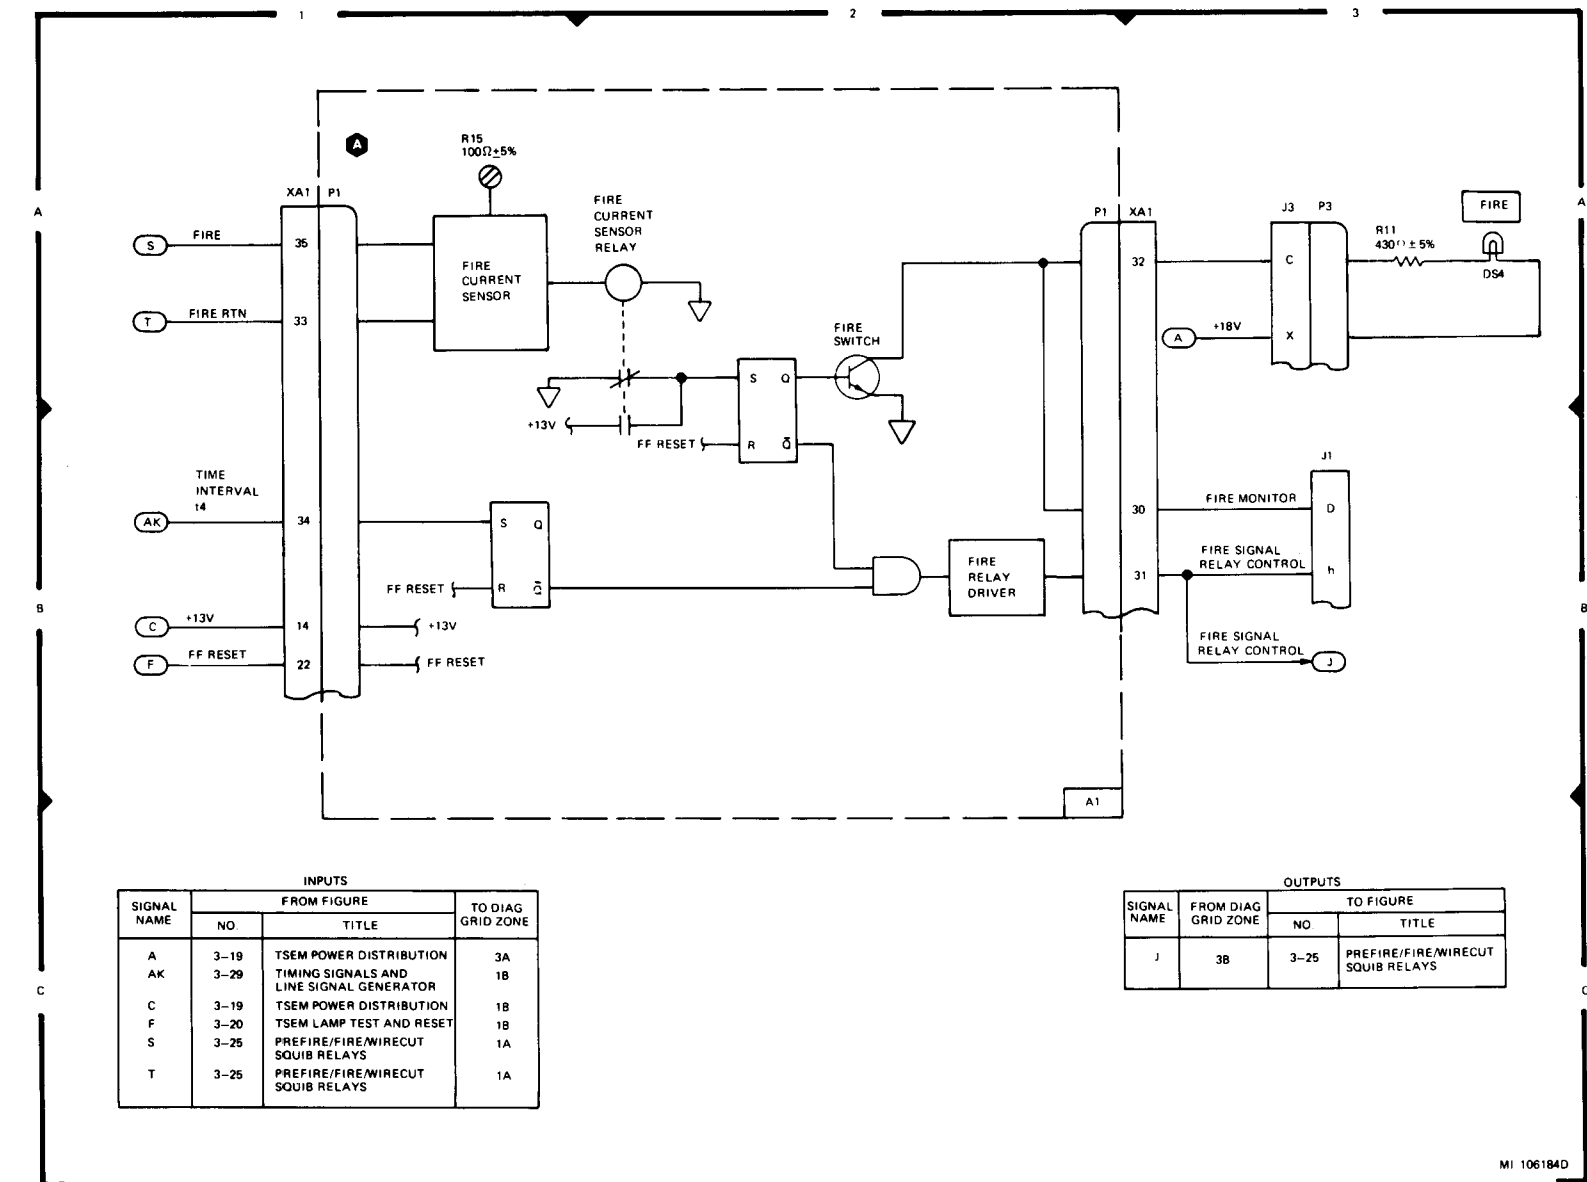 1
2
3
A
A
R15
100Ω±5%
FIRE
CURRENT
SENSOR
RELAY
XA1
P1
A
S
FIRE
35
FIRE
CURRENT
SENSOR
T
FIRE RTN
33
P1
XA1
J3
P3
FIRE
R11
430Ω ± 5%
32
C
DS4
A
+18V
X
FIRE
SWITCH
S
Q
+13V
FF RESET
R
Q̄
TIME
INTERVAL
t4
AK
34
S
Q
FF RESET
R
Q̄
FIRE
RELAY
DRIVER
J1
30
FIRE MONITOR
D
31
FIRE SIGNAL
RELAY CONTROL
h
FIRE SIGNAL
RELAY CONTROL
J
B
B
C
+13V
14
+13V
F
FF RESET
22
FF RESET
A1
INPUTS
SIGNAL
NAME
FROM FIGURE
NO.
TITLE
TO DIAG
GRID ZONE
A 3-19 TSEM POWER DISTRIBUTION 3A
AK 3-29 TIMING SIGNALS AND 1B
LINE SIGNAL GENERATOR
C 3-19 TSEM POWER DISTRIBUTION 1B
F 3-20 TSEM LAMP TEST AND RESET 1B
S 3-25 PREFIRE/FIRE/WIRECUT 1A
SQUIB RELAYS
T 3-25 PREFIRE/FIRE/WIRECUT 1A
SQUIB RELAYS
OUTPUTS
SIGNAL
NAME
FROM DIAG
GRID ZONE
TO FIGURE
NO.
TITLE
J 3B 3-25 PREFIRE/FIRE/WIRECUT
SQUIB RELAYS
C
C
MI 106184D